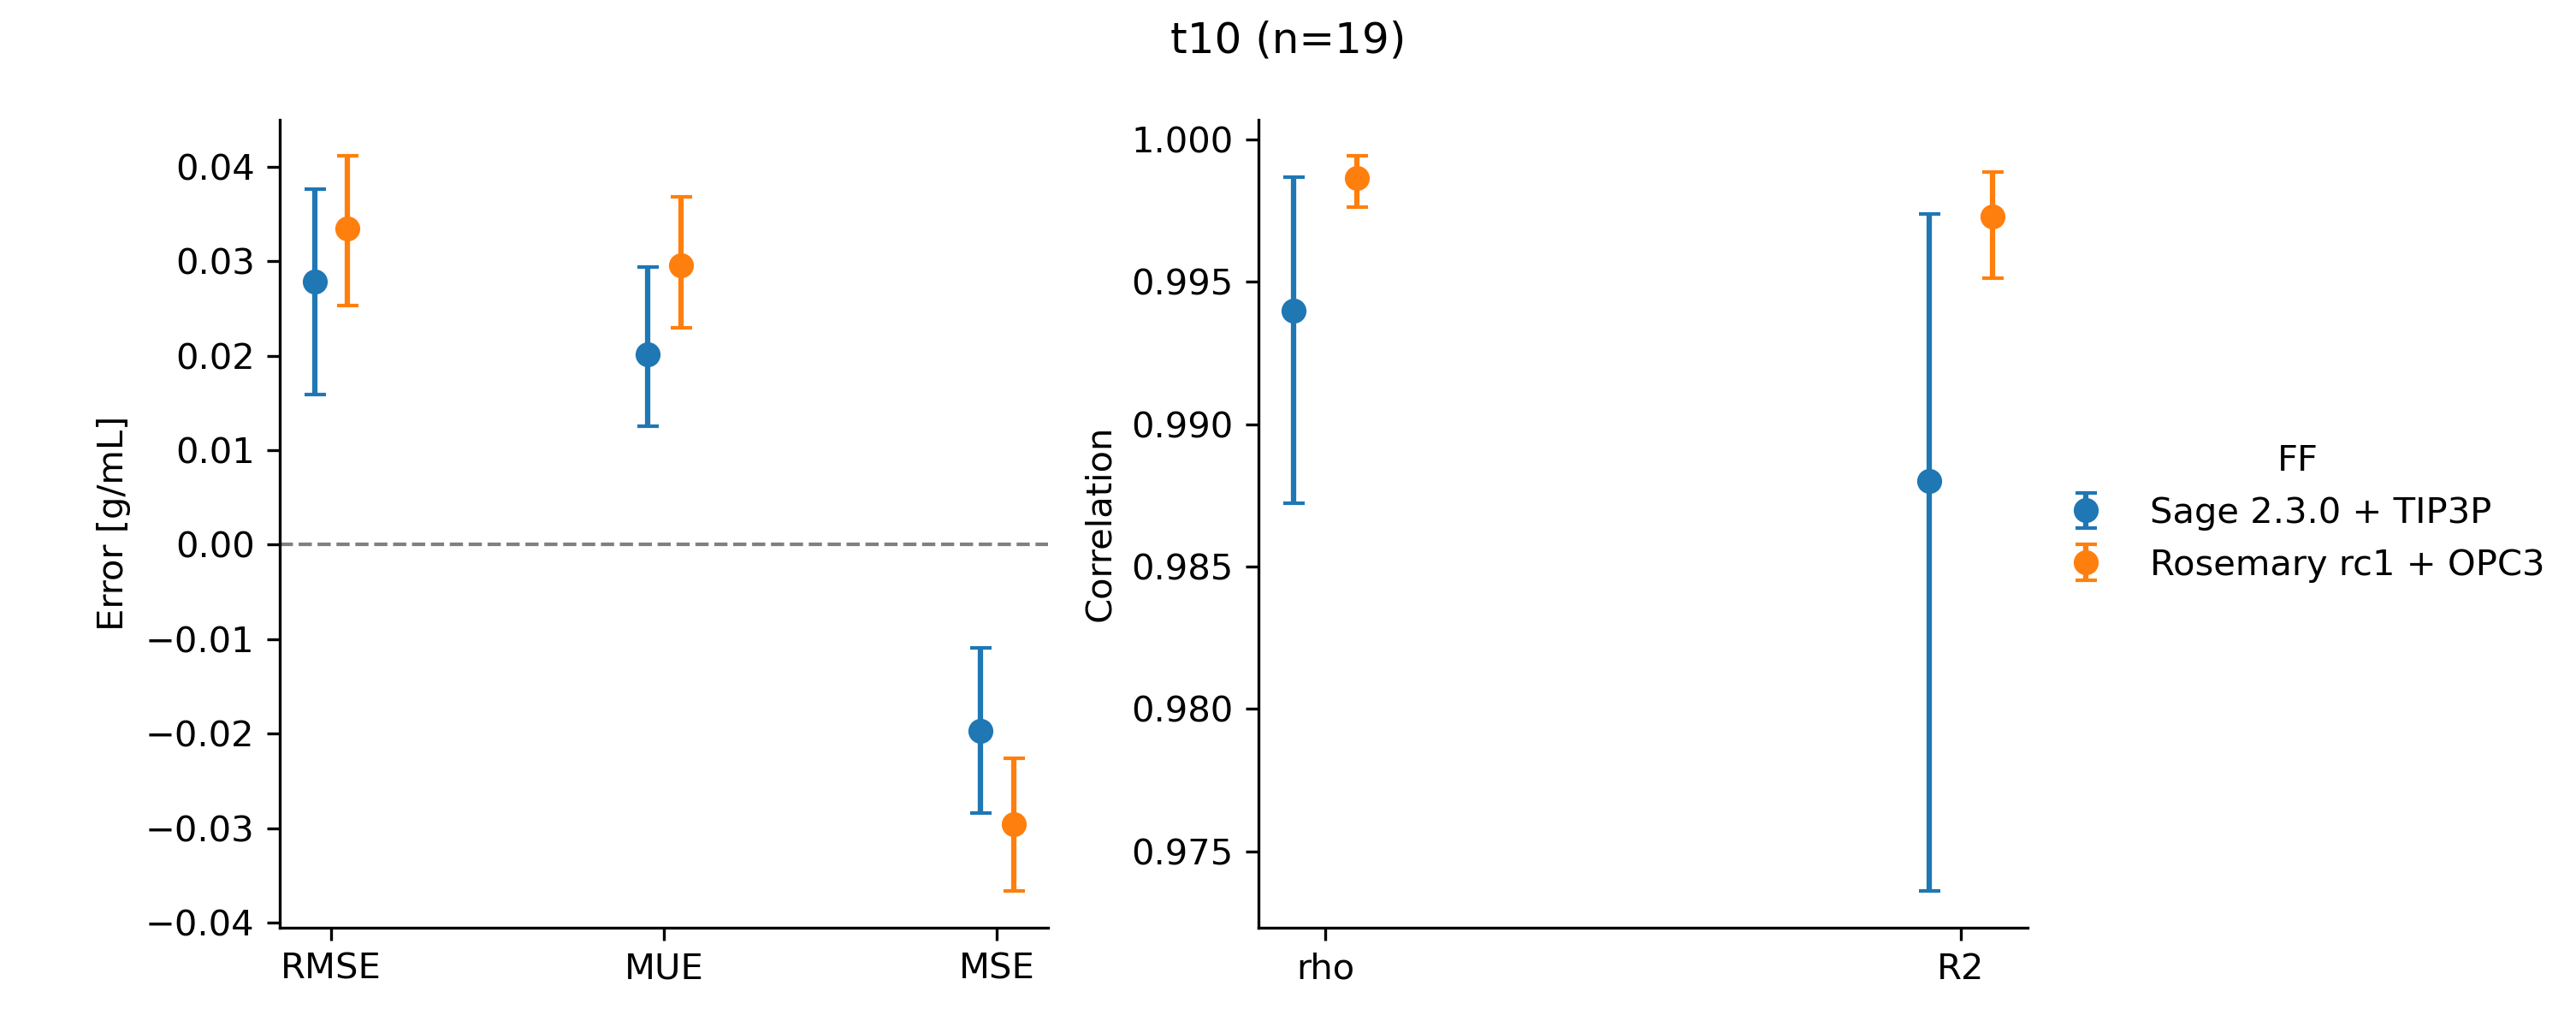 t10 (n=19)
Error [g/mL]
0.04
0.03
0.02
0.01
0.00
−0.01
−0.02
−0.03
−0.04
RMSE
MUE
MSE
Correlation
1.000
0.995
0.990
0.985
0.980
0.975
rho
R2
FF
Sage 2.3.0 + TIP3P
Rosemary rc1 + OPC3